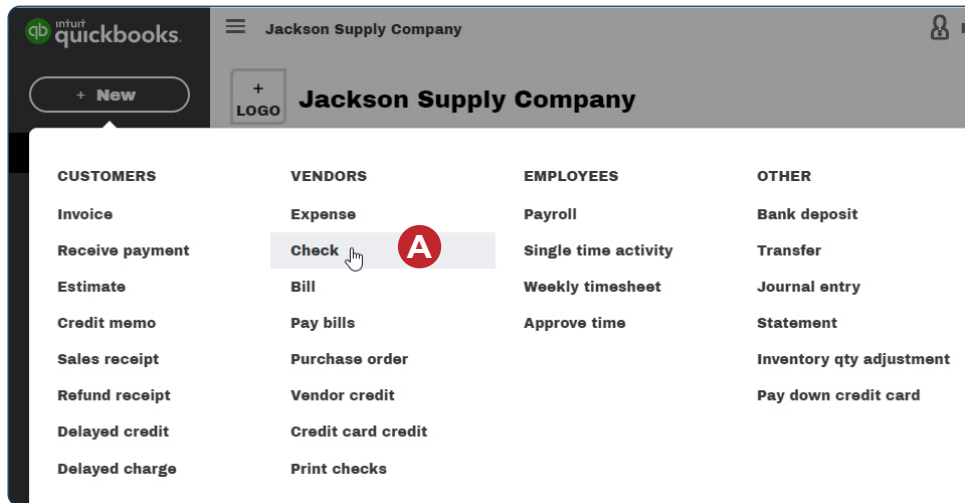 qb intuit quickbooks.
Jackson Supply Company
+ New
+ LOGO
Jackson Supply Company
CUSTOMERS
Invoice
Receive payment
Estimate
Credit memo
Sales receipt
Refund receipt
Delayed credit
Delayed charge
VENDORS
Expense
Check
A
Bill
Pay bills
Purchase order
Vendor credit
Credit card credit
Print checks
EMPLOYEES
Payroll
Single time activity
Weekly timesheet
Approve time
OTHER
Bank deposit
Transfer
Journal entry
Statement
Inventory qty adjustment
Pay down credit card